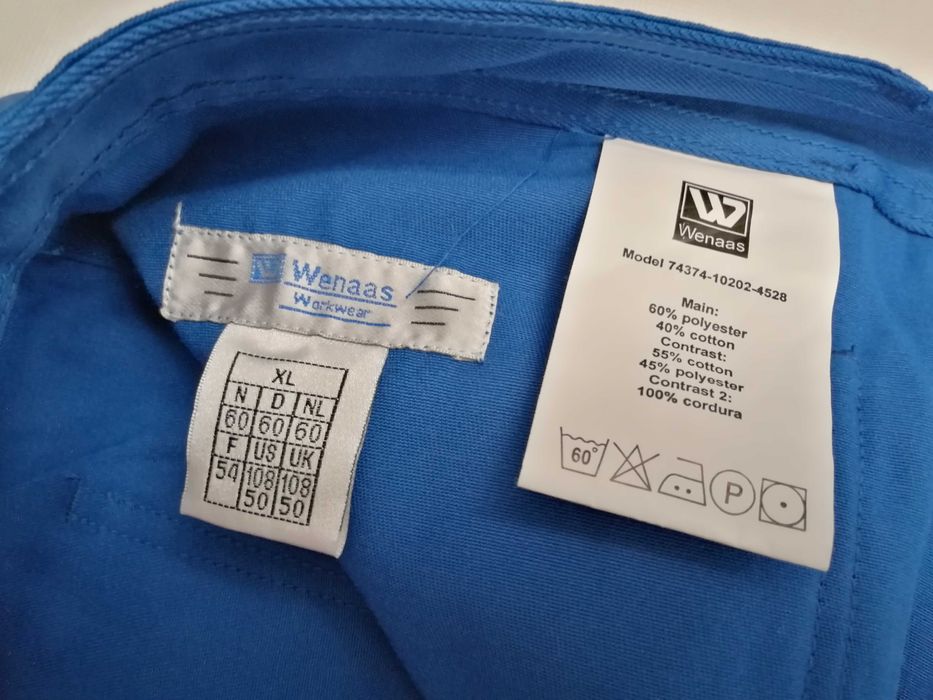 Wenaas
Workwear
XL
N D NL
60 60 60
F US UK
54 108 108
50 50
Wenaas
Model 74374-10202-4528
Main:
60% polyester
40% cotton
Contrast:
55% cotton
45% polyester
Contrast 2:
100% cordura
60° P